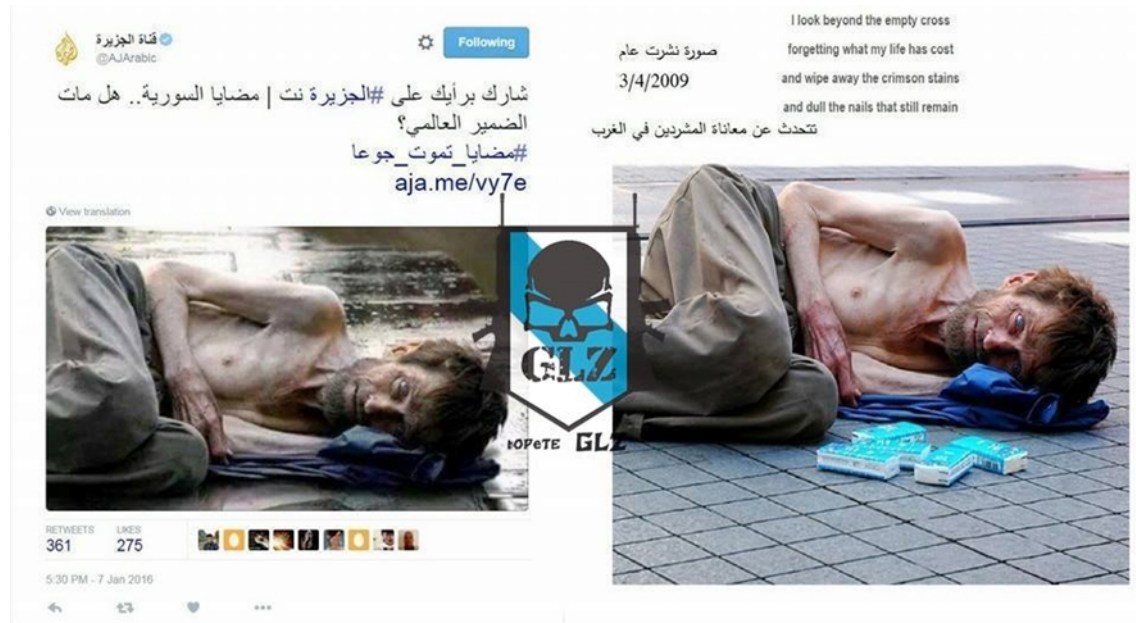 قناة الجزيرة
@AJArabic
Following
شارك برأيك على #الجزيرة نت | مضايا السورية.. هل مات
الضمير العالمي؟
#مضايا_تموت_جوعا
aja.me/vy7e
View translation
RETWEETS LIKES
361 275
5:30 PM - 7 Jan 2016
I look beyond the empty cross
forgetting what my life has cost
and wipe away the crimson stains
and dull the nails that still remain
صورة نشرت عام
3/4/2009
تتحدث عن معاناة المشردين في الغرب
GLZ
GLZ